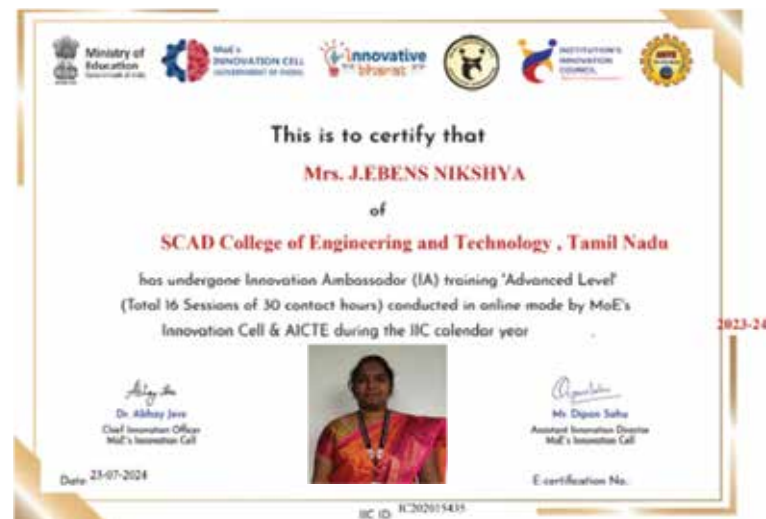 Ministry of
Education
Government of India
MoE's
INNOVATION CELL
(GOVERNMENT OF INDIA)
innovative
bharat
INSTITUTION'S
INNOVATION
COUNCIL
This is to certify that
Mrs. J.EBENS NIKSHYA
of
SCAD College of Engineering and Technology , Tamil Nadu
has undergone Innovation Ambassador (IA) training 'Advanced Level'
(Total 16 Sessions of 30 contact hours) conducted in online mode by MoE's
Innovation Cell & AICTE during the IIC calendar year .
2023-24
Dr. Abhay Jere
Chief Innovation Officer
MoE's Innovation Cell
Mr. Dipan Sahu
Assistant Innovation Director
MoE's Innovation Cell
Date 23-07-2024
E-certification No.
IIC ID IC202015435